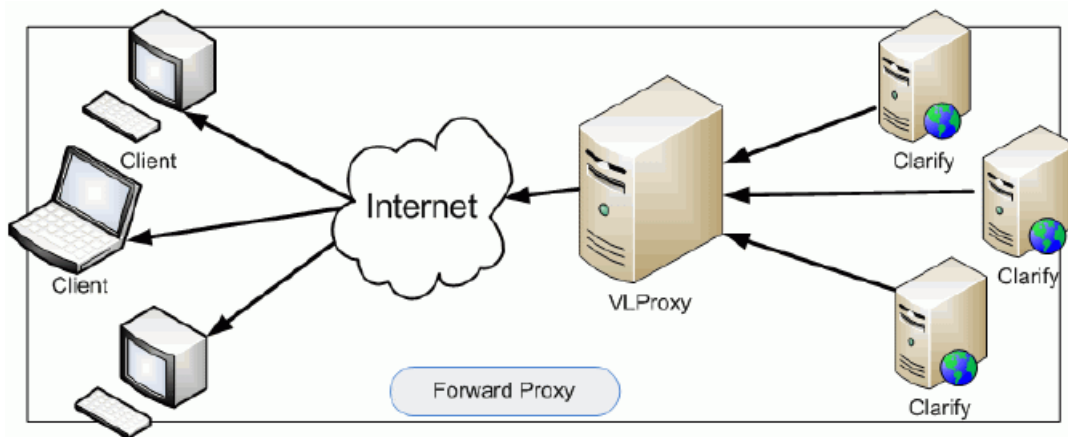 Client
Client
Internet
VLProxy
Clarify
Clarify
Clarify
Forward Proxy